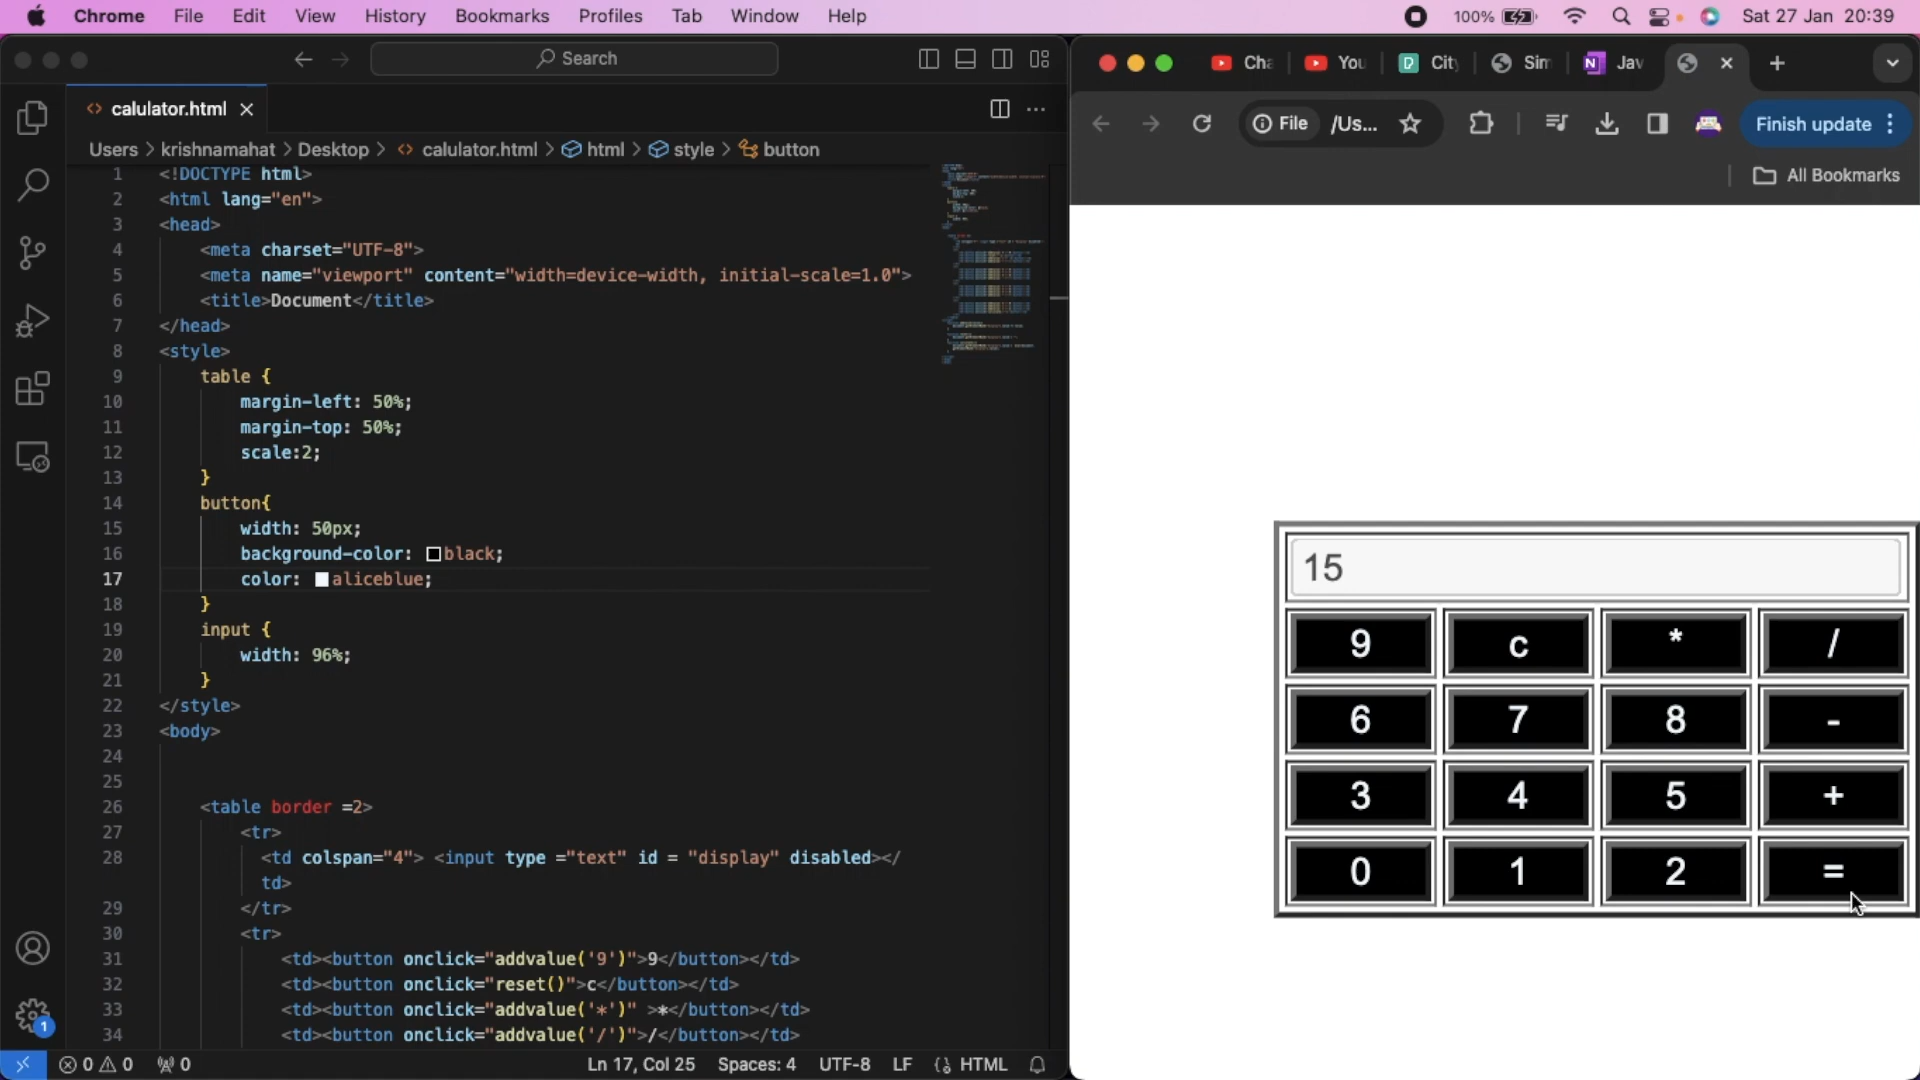 Chrome File Edit View History Bookmarks Profiles Tab Window Help 100% Sat 27 Jan 20:39
Search
calulator.html
Users > krishnamahat > Desktop > calulator.html > html > style > button
1 <!DOCTYPE html>
2 <html lang="en">
3 <head>
4 <meta charset="UTF-8">
5 <meta name="viewport" content="width=device-width, initial-scale=1.0">
6 <title>Document</title>
7 </head>
8 <style>
9 table {
10 margin-left: 50%;
11 margin-top: 50%;
12 scale:2;
13 }
14 button{
15 width: 50px;
16 background-color: black;
17 color: aliceblue;
18 }
19 input {
20 width: 96%;
21 }
22 </style>
23 <body>
24
25
26 <table border =2>
27 <tr>
28 <td colspan="4"> <input type ="text" id = "display" disabled></
td>
29 </tr>
30 <tr>
31 <td><button onclick="addvalue('9')">9</button></td>
32 <td><button onclick="reset()">c</button></td>
33 <td><button onclick="addvalue('*')" >*</button></td>
34 <td><button onclick="addvalue('/')">/</button></td>
1
0 0 0 Ln 17, Col 25 Spaces: 4 UTF-8 LF {} HTML
Cha You City Sim Jav
File /Us... Finish update
All Bookmarks
15
9 c * /
6 7 8 -
3 4 5 +
0 1 2 =